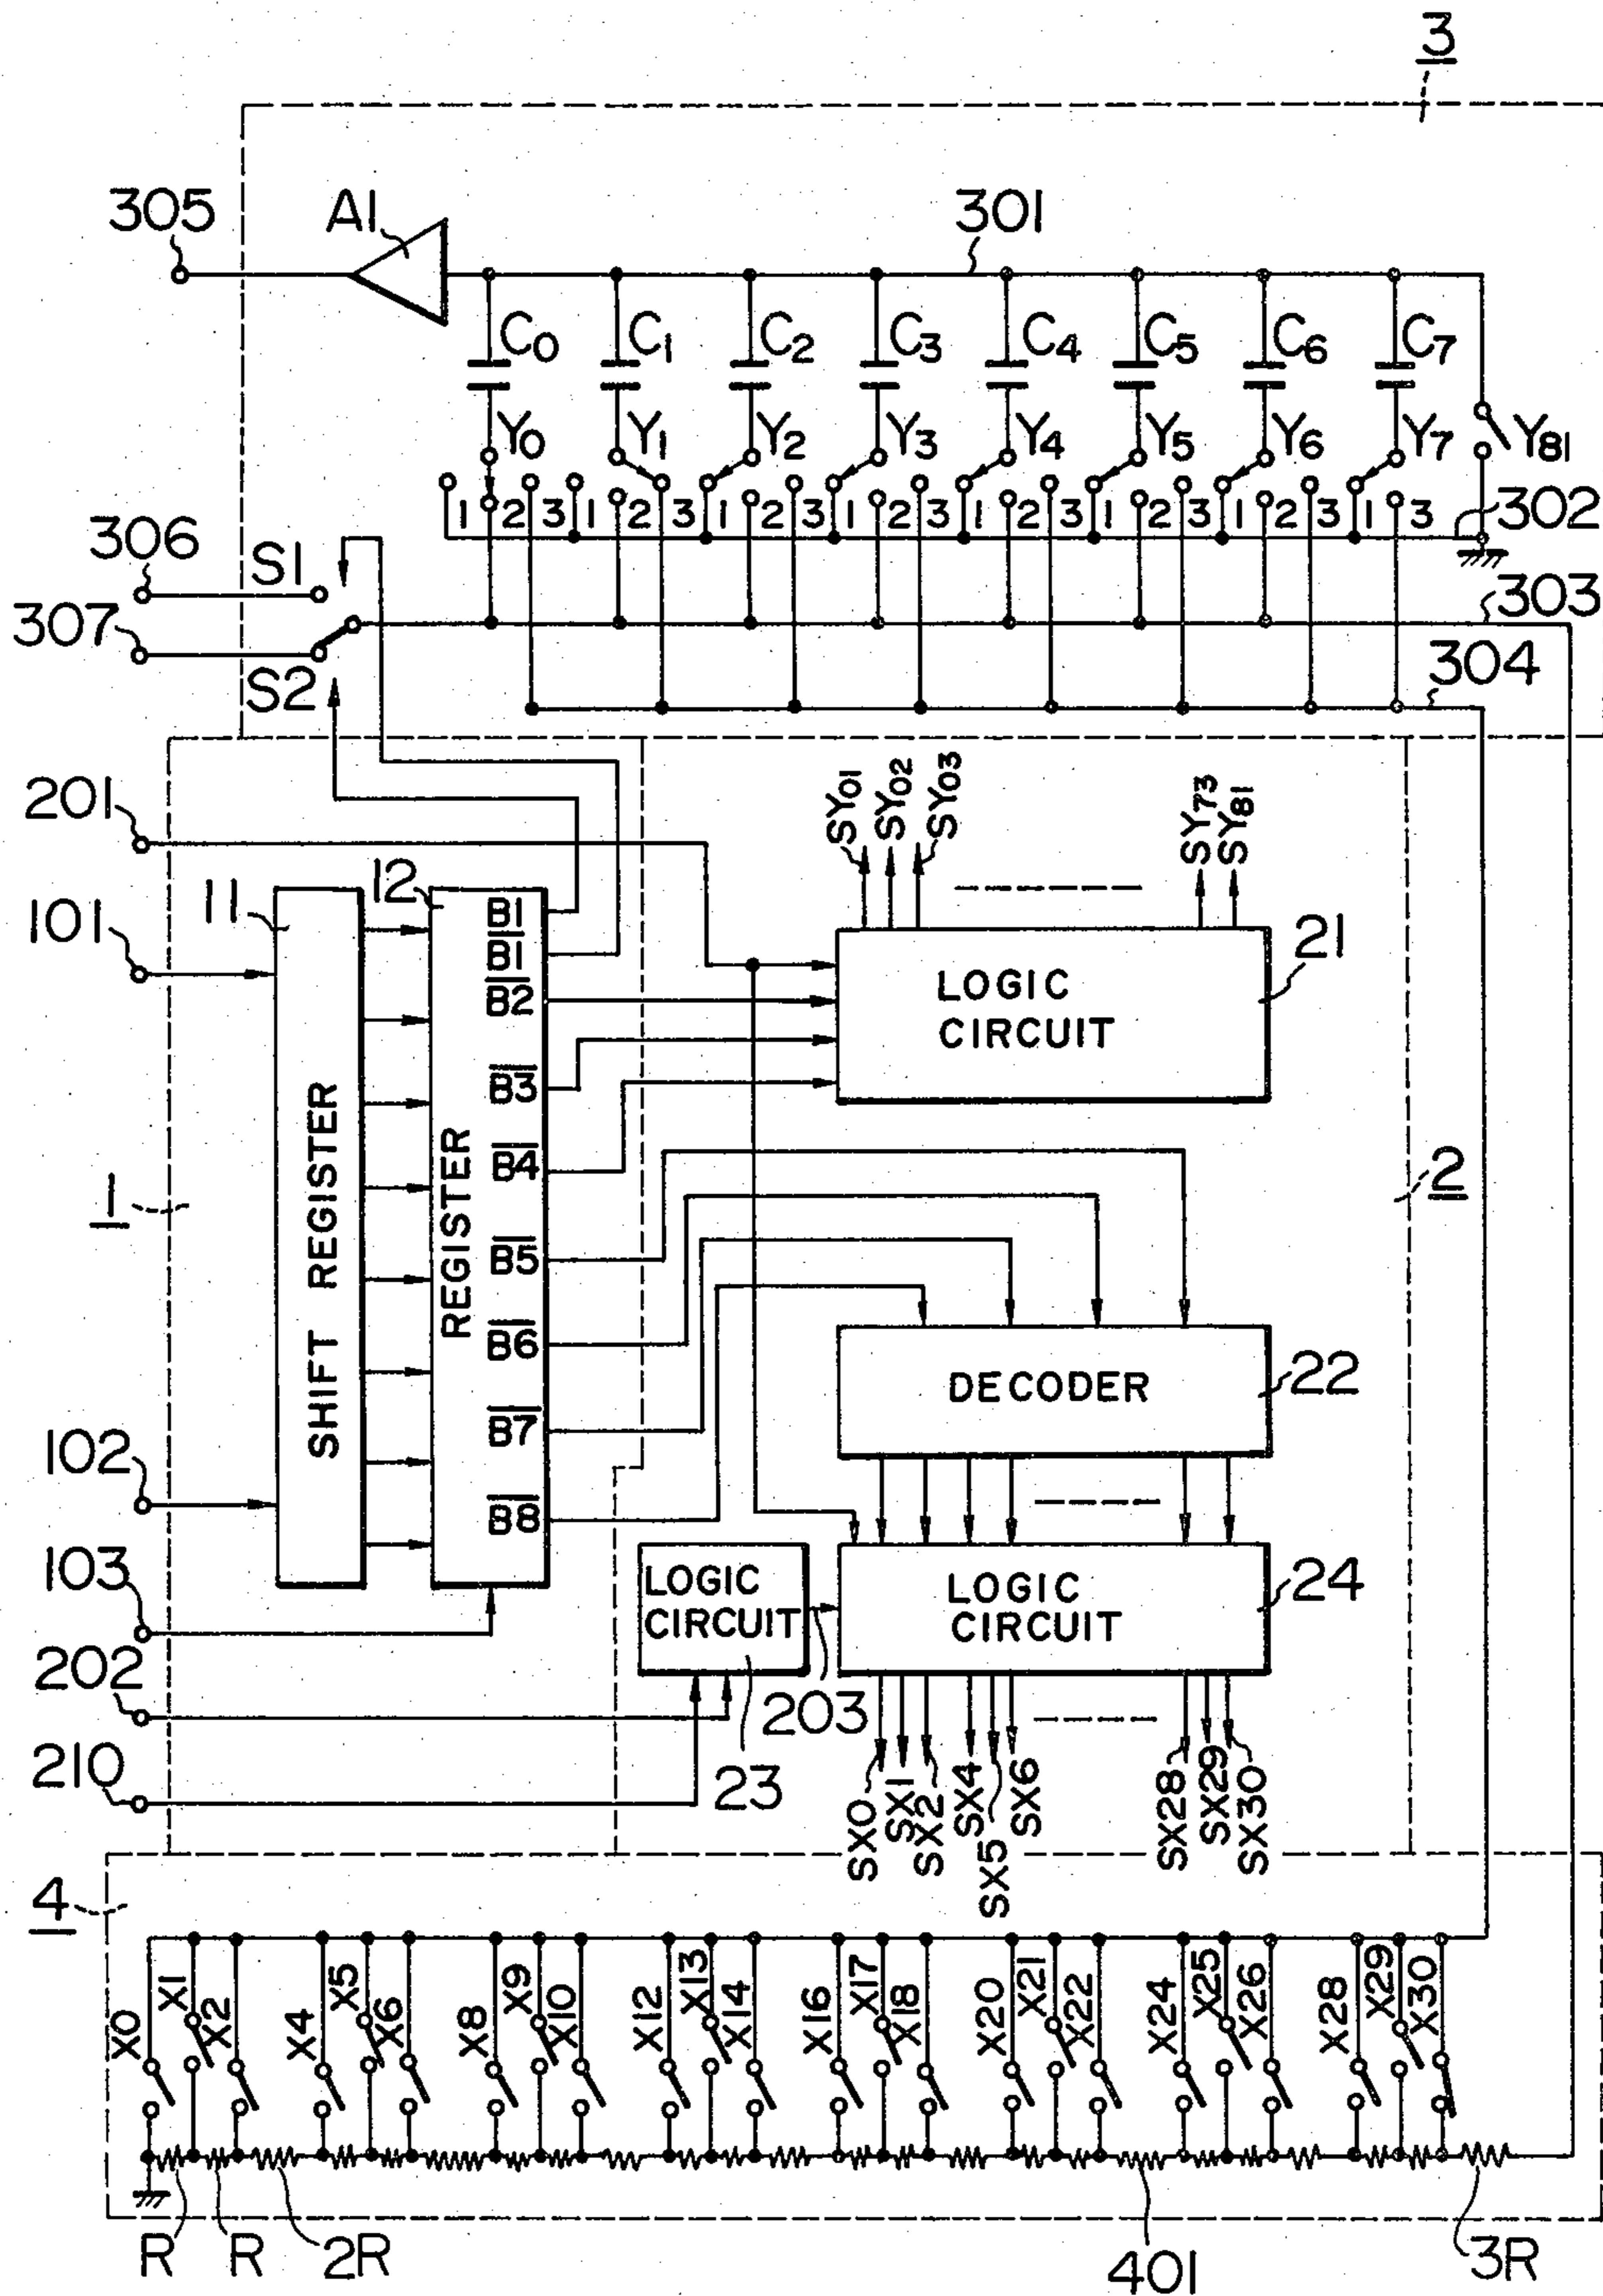 3
305 A1 301
C0 C1 C2 C3 C4 C5 C6 C7
Y0 Y1 Y2 Y3 Y4 Y5 Y6 Y7 Y81
1 2 3 1 2 3 1 2 3 1 2 3 1 2 3 1 2 3 1 2 3 1 3
302
306 S1
303
307
S2
304
201
SY01 SY02 SY03 SY73 SY81
11 12
101
B1
B1̅
B2̅
B3̅
B4̅
B5̅
B6̅
B7̅
B8̅
LOGIC
CIRCUIT
21
1
SHIFT REGISTER
REGISTER
2
DECODER
22
102
103
LOGIC
CIRCUIT
LOGIC
CIRCUIT
24
202
203
210
23
SX0 SX1 SX2 SX4 SX5 SX6 SX28 SX29 SX30
4
X0 X1 X2 X4 X5 X6 X8 X9 X10 X12 X13 X14 X16 X17 X18 X20 X21 X22 X24 X25 X26 X28 X29 X30
R R 2R 401 3R